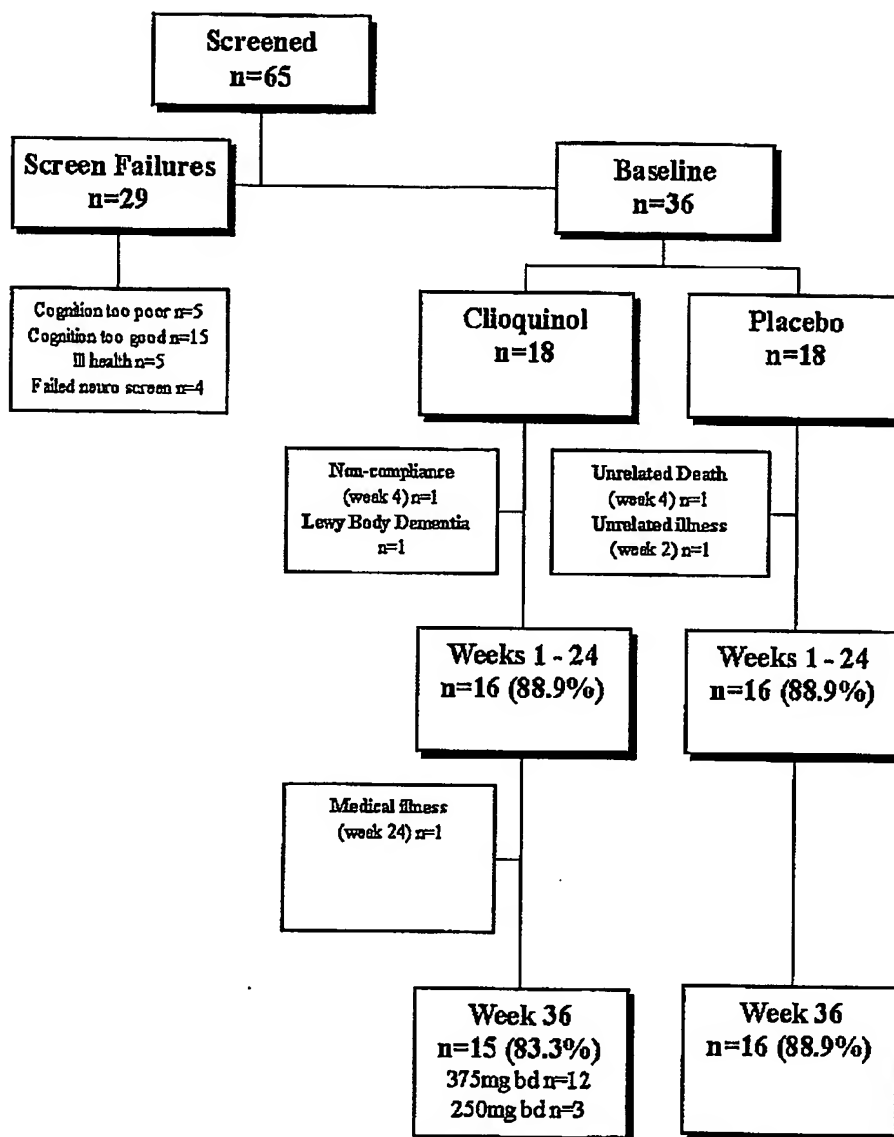 Screened
n=65
Screen Failures
n=29
Baseline
n=36
Cognition too poor n=5
Cognition too good n=15
Ill health n=5
Failed neuro screen n=4
Clioquinol
n=18
Placebo
n=18
Non-compliance
(week 4) n=1
Lewy Body Dementia
n=1
Unrelated Death
(week 4) n=1
Unrelated illness
(week 2) n=1
Weeks 1 - 24
n=16 (88.9%)
Weeks 1 - 24
n=16 (88.9%)
Medical illness
(week 24) n=1
Week 36
n=15 (83.3%)
375mg bd n=12
250mg bd n=3
Week 36
n=16 (88.9%)